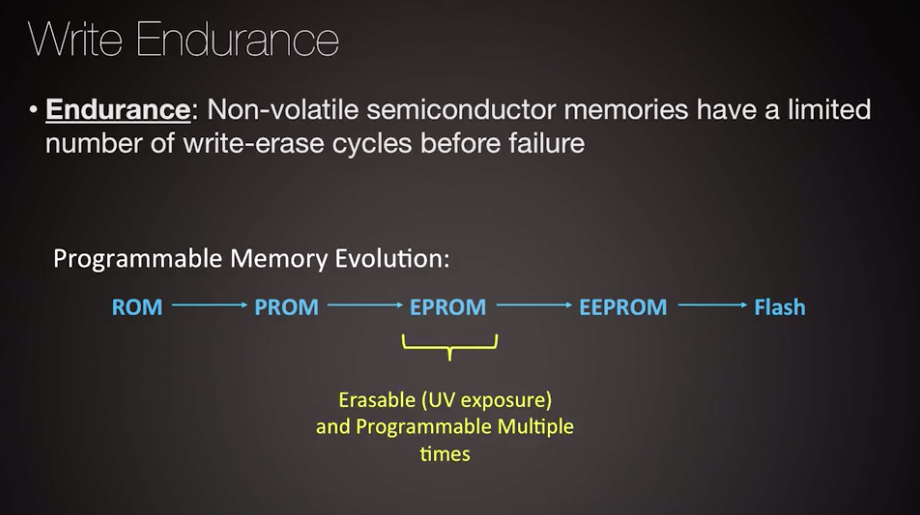 Write Endurance
• Endurance: Non-volatile semiconductor memories have a limited
number of write-erase cycles before failure
Programmable Memory Evolution:
ROM PROM EPROM EEPROM Flash
Erasable (UV exposure)
and Programmable Multiple
times